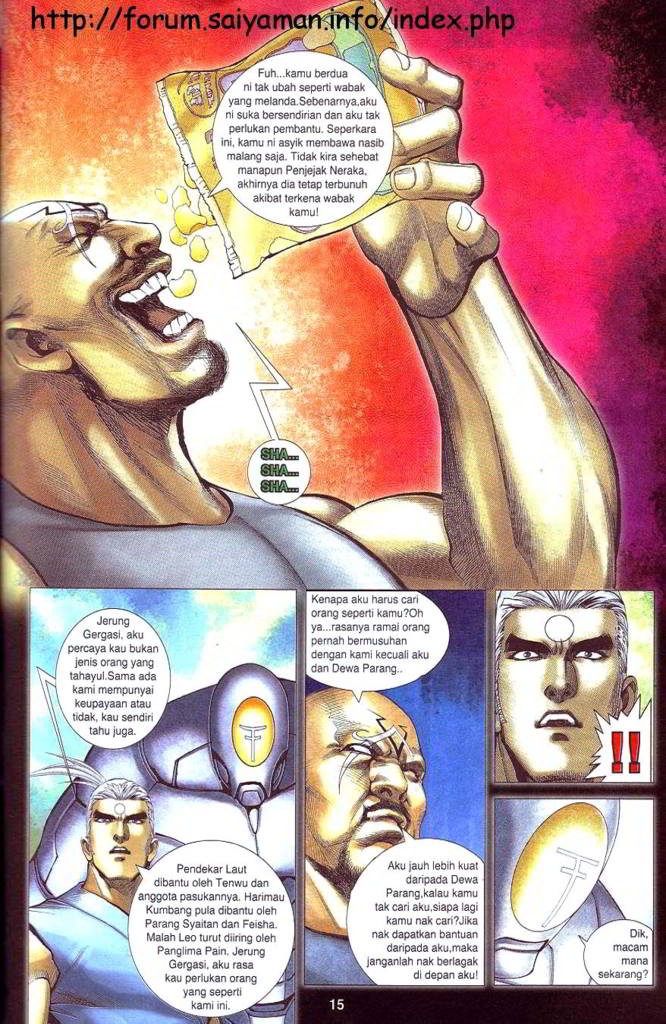 http://forum.saiyaman.info/index.php
Fuh...kamu berdua
ni tak ubah seperti wabak
yang melanda.Sebenarnya,aku
ni suka bersendirian dan aku tak
perlukan pembantu. Seperkara
ini, kamu ni asyik membawa nasib
malang saja. Tidak kira sehebat
manapun Penjejak Neraka,
akhirnya dia tetap terbunuh
akibat terkena wabak
kamu!
SHA...
SHA...
SHA...
Jerung
Gergasi, aku
percaya kau bukan
jenis orang yang
tahayul.Sama ada
kami mempunyai
keupayaan atau
tidak, kau sendiri
tahu juga.
Pendekar Laut
dibantu oleh Tenwu dan
anggota pasukannya. Harimau
Kumbang pula dibantu oleh
Parang Syaitan dan Feisha.
Malah Leo turut diiring oleh
Panglima Pain. Jerung
Gergasi, aku rasa
kau perlukan orang
yang seperti
kami ini.
Kenapa aku harus cari
orang seperti kamu?Oh
ya...rasanya ramai orang
pernah bermusuhan
dengan kami kecuali aku
dan Dewa Parang..
Aku jauh lebih kuat
daripada Dewa
Parang,kalau kamu
tak cari aku,siapa lagi
kamu nak cari?Jika
nak dapatkan bantuan
daripada aku,maka
janganlah nak berlagak
di depan aku!
!!
Dik,
macam
mana
sekarang?
15